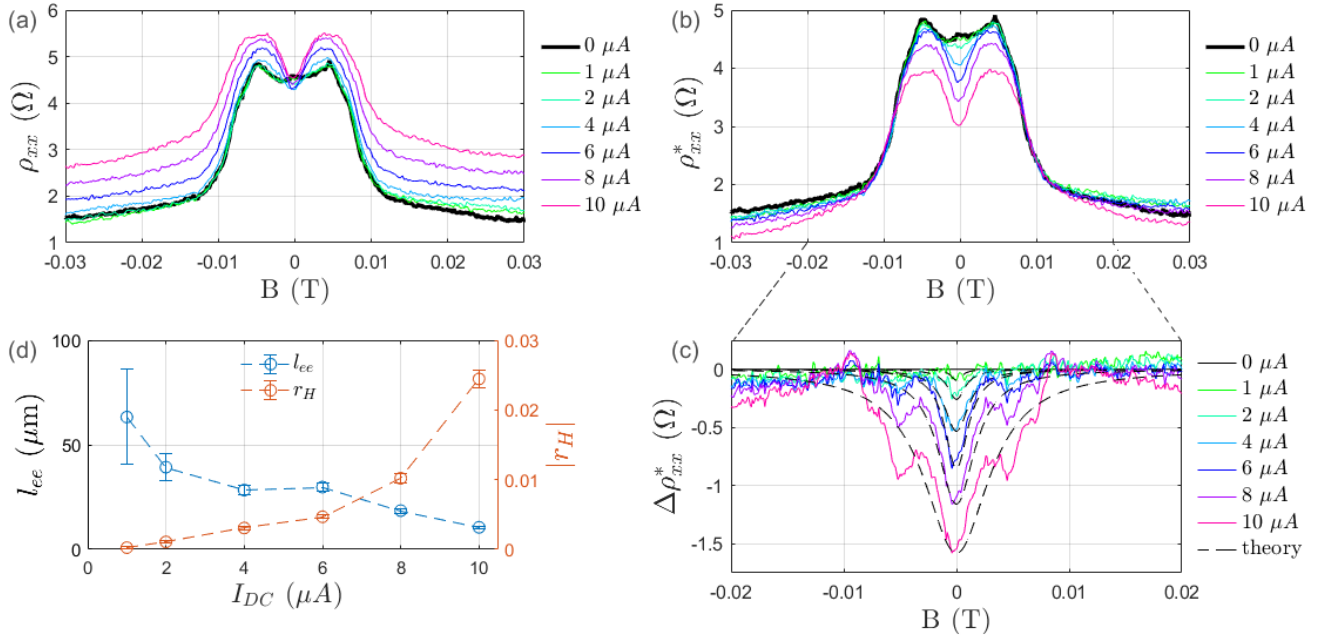 (a)
6
5
4
3
2
1
ρxx (Ω)
-0.03 -0.02 -0.01 0 0.01 0.02 0.03
B (T)
0 μA
1 μA
2 μA
4 μA
6 μA
8 μA
10 μA
(b)
5
4
3
2
1
ρ*xx (Ω)
-0.03 -0.02 -0.01 0 0.01 0.02 0.03
B (T)
0 μA
1 μA
2 μA
4 μA
6 μA
8 μA
10 μA
(d)
100
50
0
lee (μm)
lee
rH
0.03
0.02
0.01
0
|rH|
0 2 4 6 8 10
IDC (μA)
(c)
0
-0.5
-1
-1.5
Δρ*xx (Ω)
-0.02 -0.01 0 0.01 0.02
B (T)
0 μA
1 μA
2 μA
4 μA
6 μA
8 μA
10 μA
theory